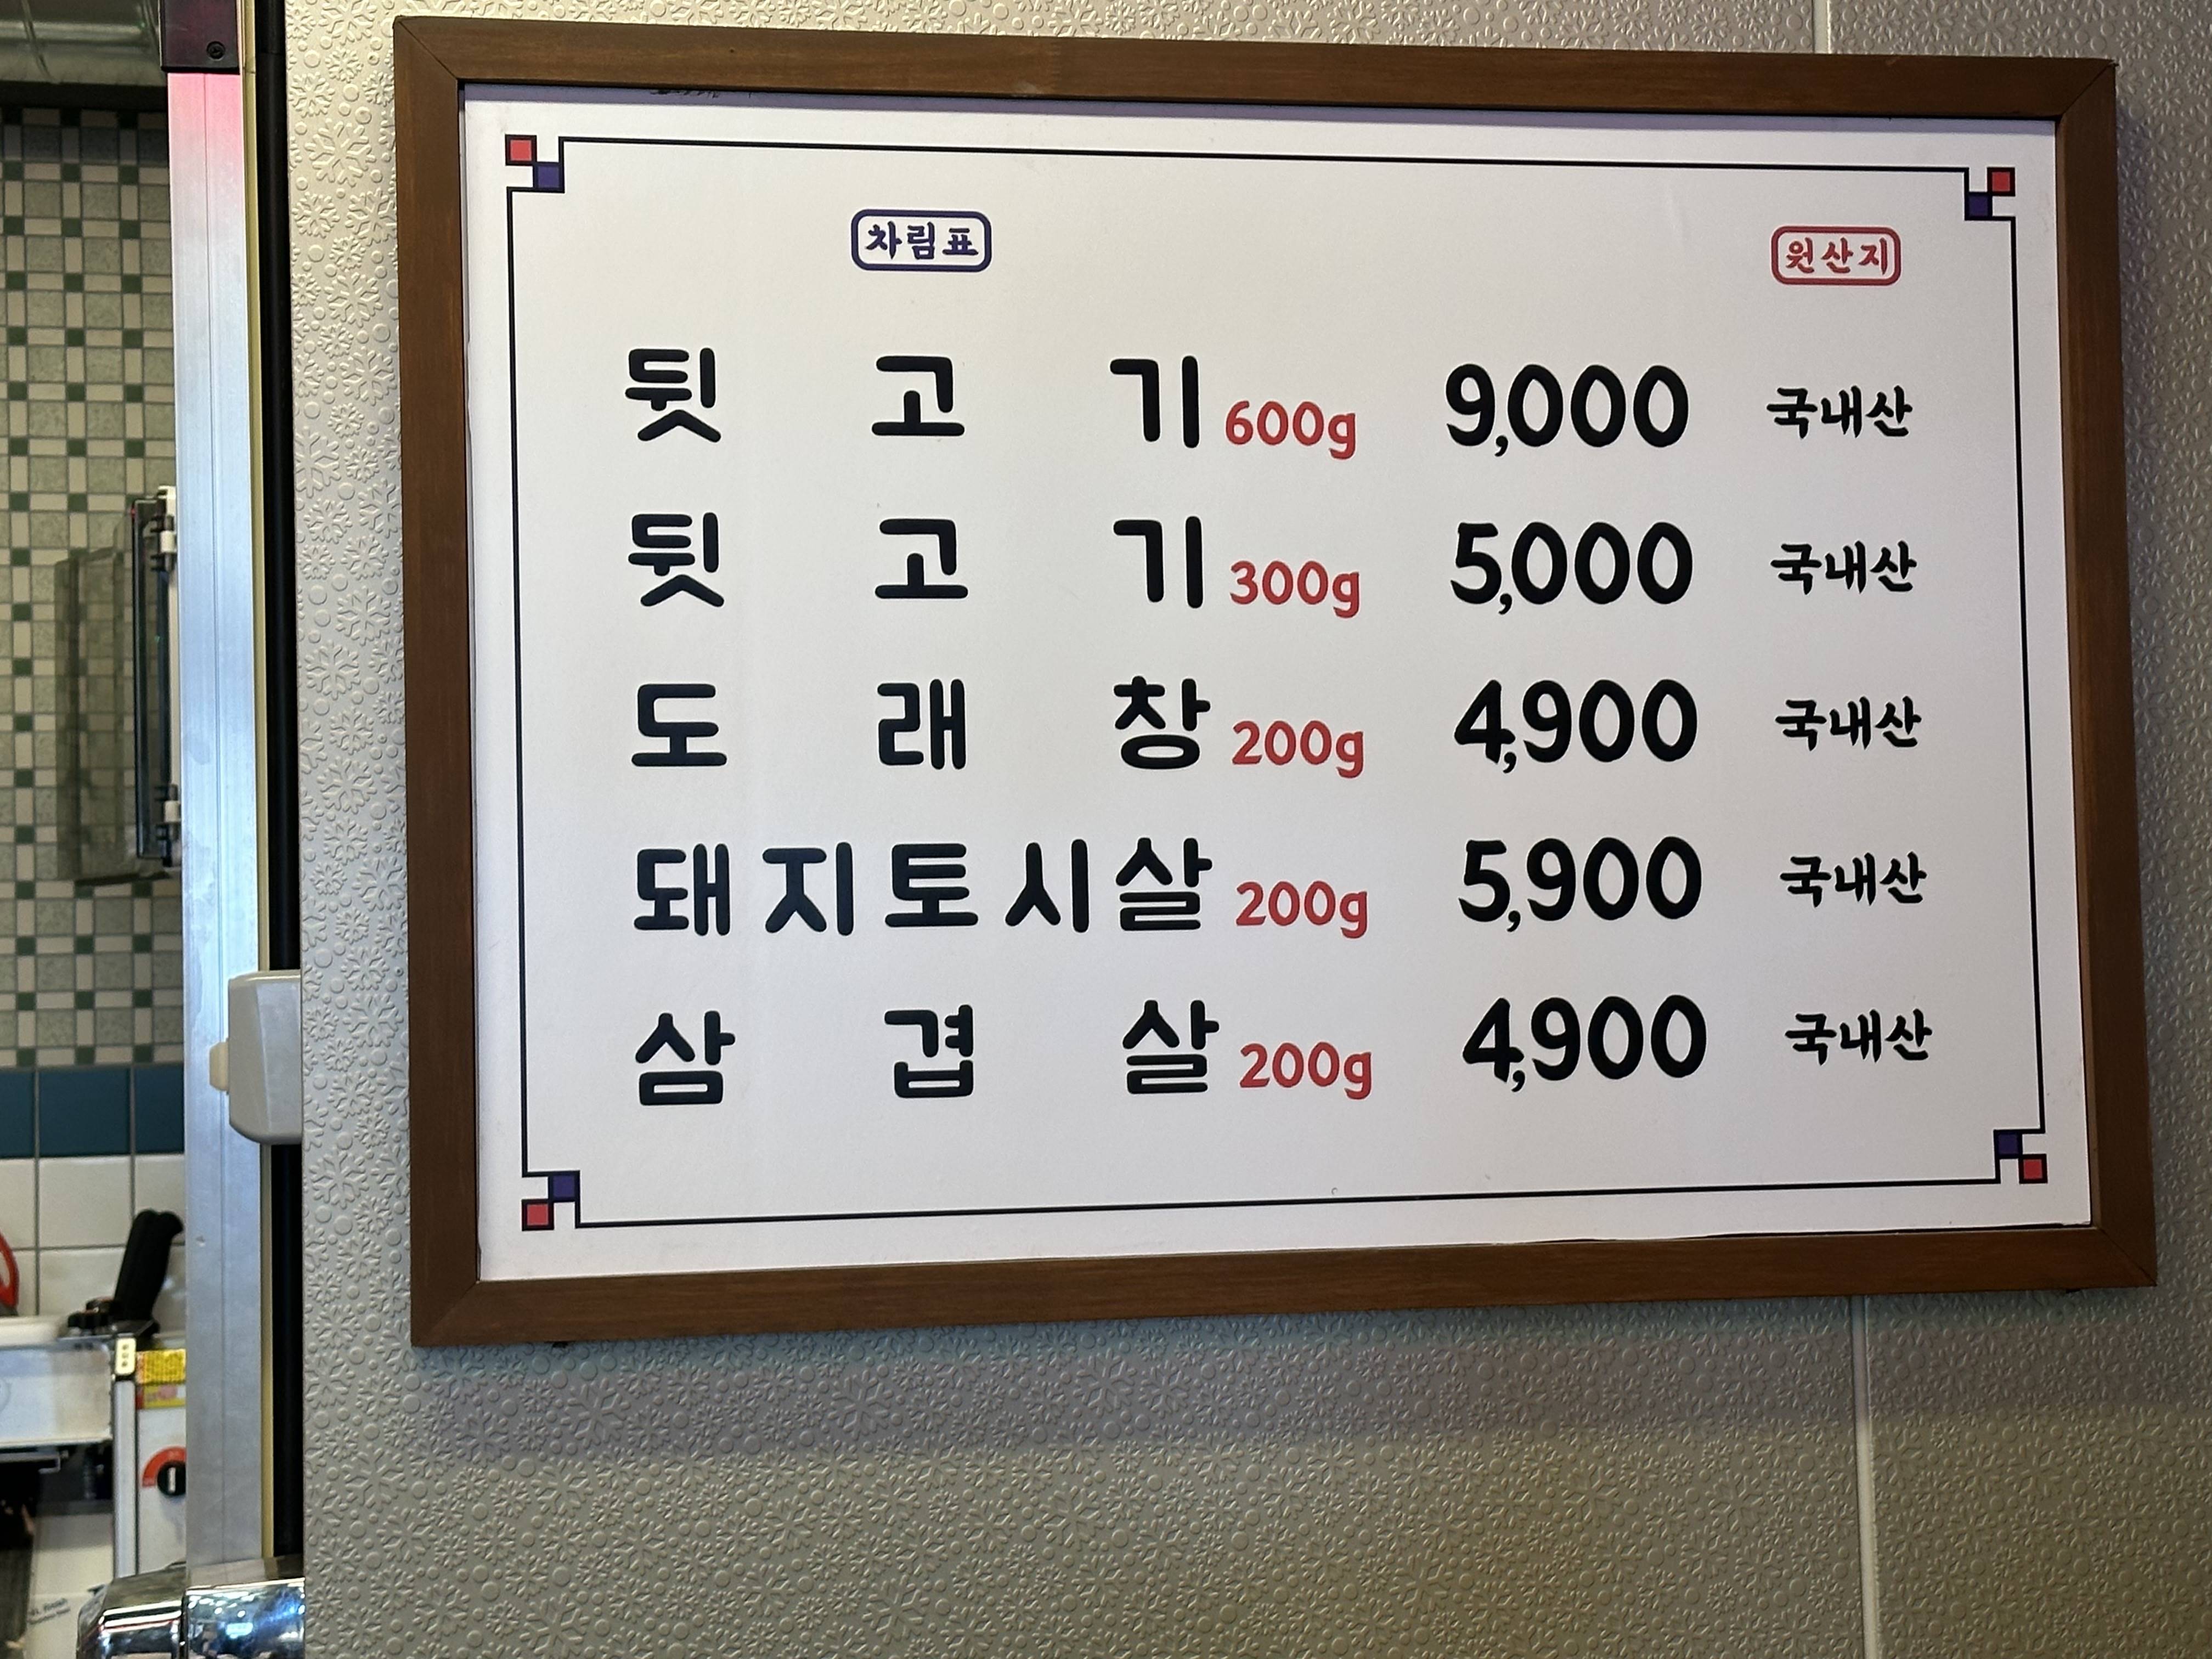 차림표 원산지
뒷고기 600g 9,000 국내산
뒷고기 300g 5,000 국내산
도래창 200g 4,900 국내산
돼지토시살 200g 5,900 국내산
삼겹살 200g 4,900 국내산